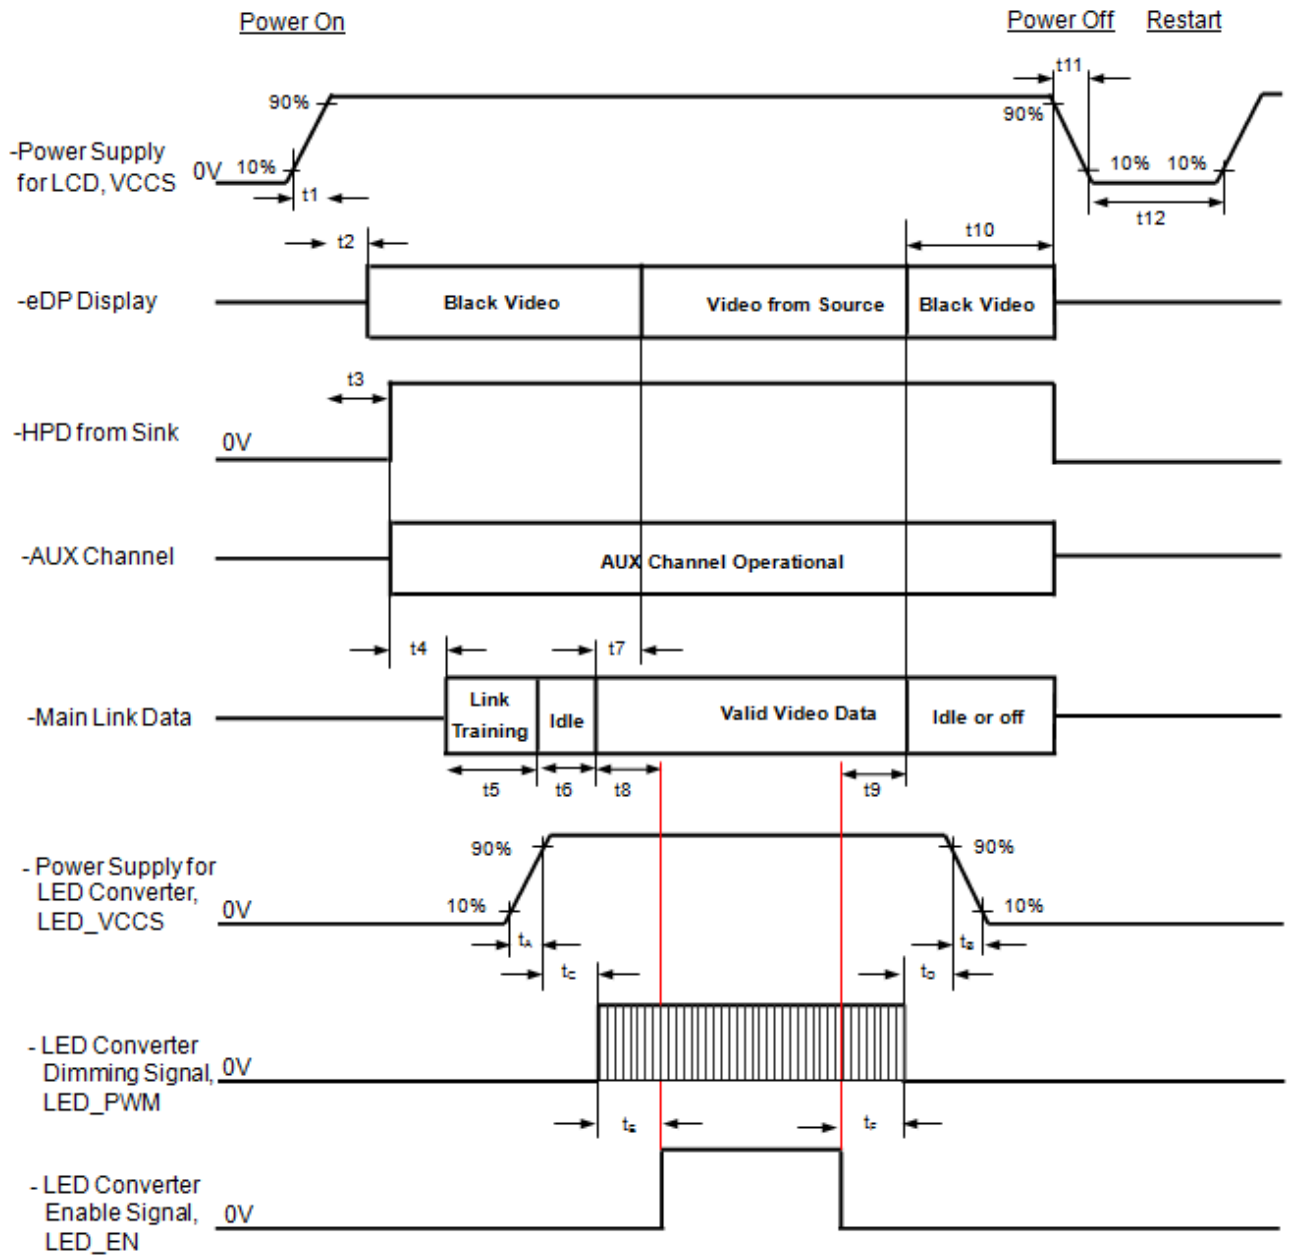 Power On
Power Off
Restart
t11
90%
90%
-Power Supply
for LCD, VCCS
0V
10%
10%
10%
t1
t12
t2
t10
-eDP Display
Black Video
Video from Source
Black Video
t3
-HPD from Sink
0V
-AUX Channel
AUX Channel Operational
t4
t7
-Main Link Data
Link
Training
Idle
Valid Video Data
Idle or off
t5
t6
t8
t9
90%
90%
- Power Supply for
LED Converter,
LED_VCCS
0V
10%
10%
tA
tB
tC
tD
- LED Converter
Dimming Signal,
LED_PWM
0V
tE
tF
- LED Converter
Enable Signal,
LED_EN
0V